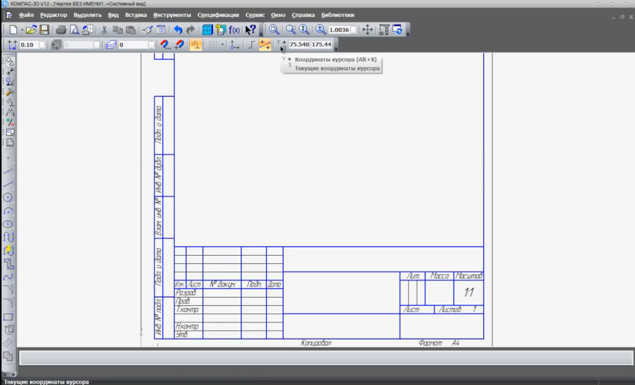 КОМПАС-3D V12 - [Чертеж БЕЗ ИМЕНИ1 ->Системный вид]
Файл Редактор Выделить Вид Вставка Инструменты Спецификация Сервис Окно Справка Библиотеки
1.0036
0.10 0 0 75.540 175.44
Координаты курсора (Alt+X)
Текущие координаты курсора
Подп. и дата
Инв. № дубл.
Взам. инв. №
Подп. и дата
Инв. № подл.
Изм. Лист № докум. Подп. Дата
Разраб.
Пров.
Т.контр.
Н.контр.
Утв.
Лит. Масса Масштаб
1:1
Лист Листов 1
Копировал Формат А4
Текущие координаты курсора